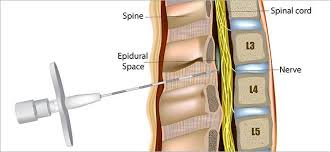 Spine
Spinal cord
L3
Epidural
Space
Nerve
L4
L5